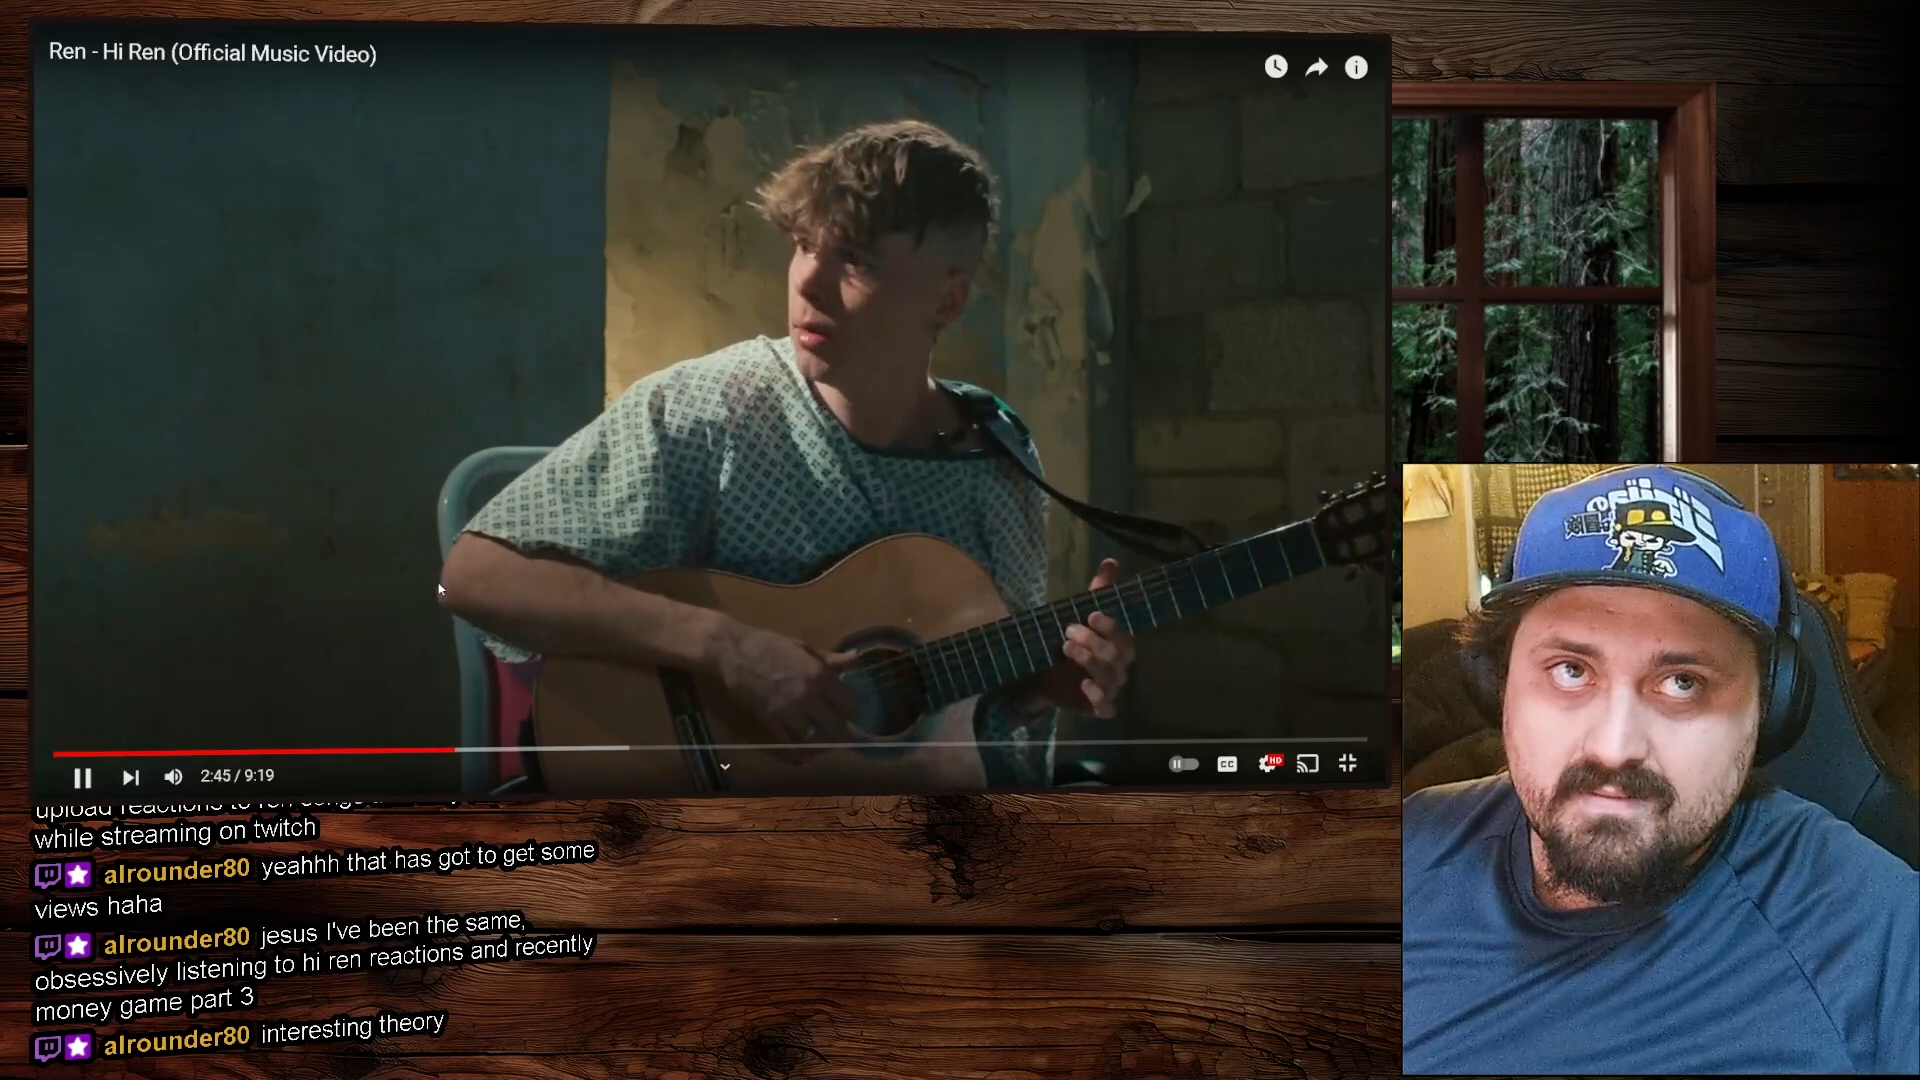 Ren - Hi Ren (Official Music Video)
2:45 / 9:19
CC
HD
while streaming on twitch
alrounder80 yeahhh that has got to get some
views haha
alrounder80 jesus I've been the same,
obsessively listening to hi ren reactions and recently
money game part 3
alrounder80 interesting theory